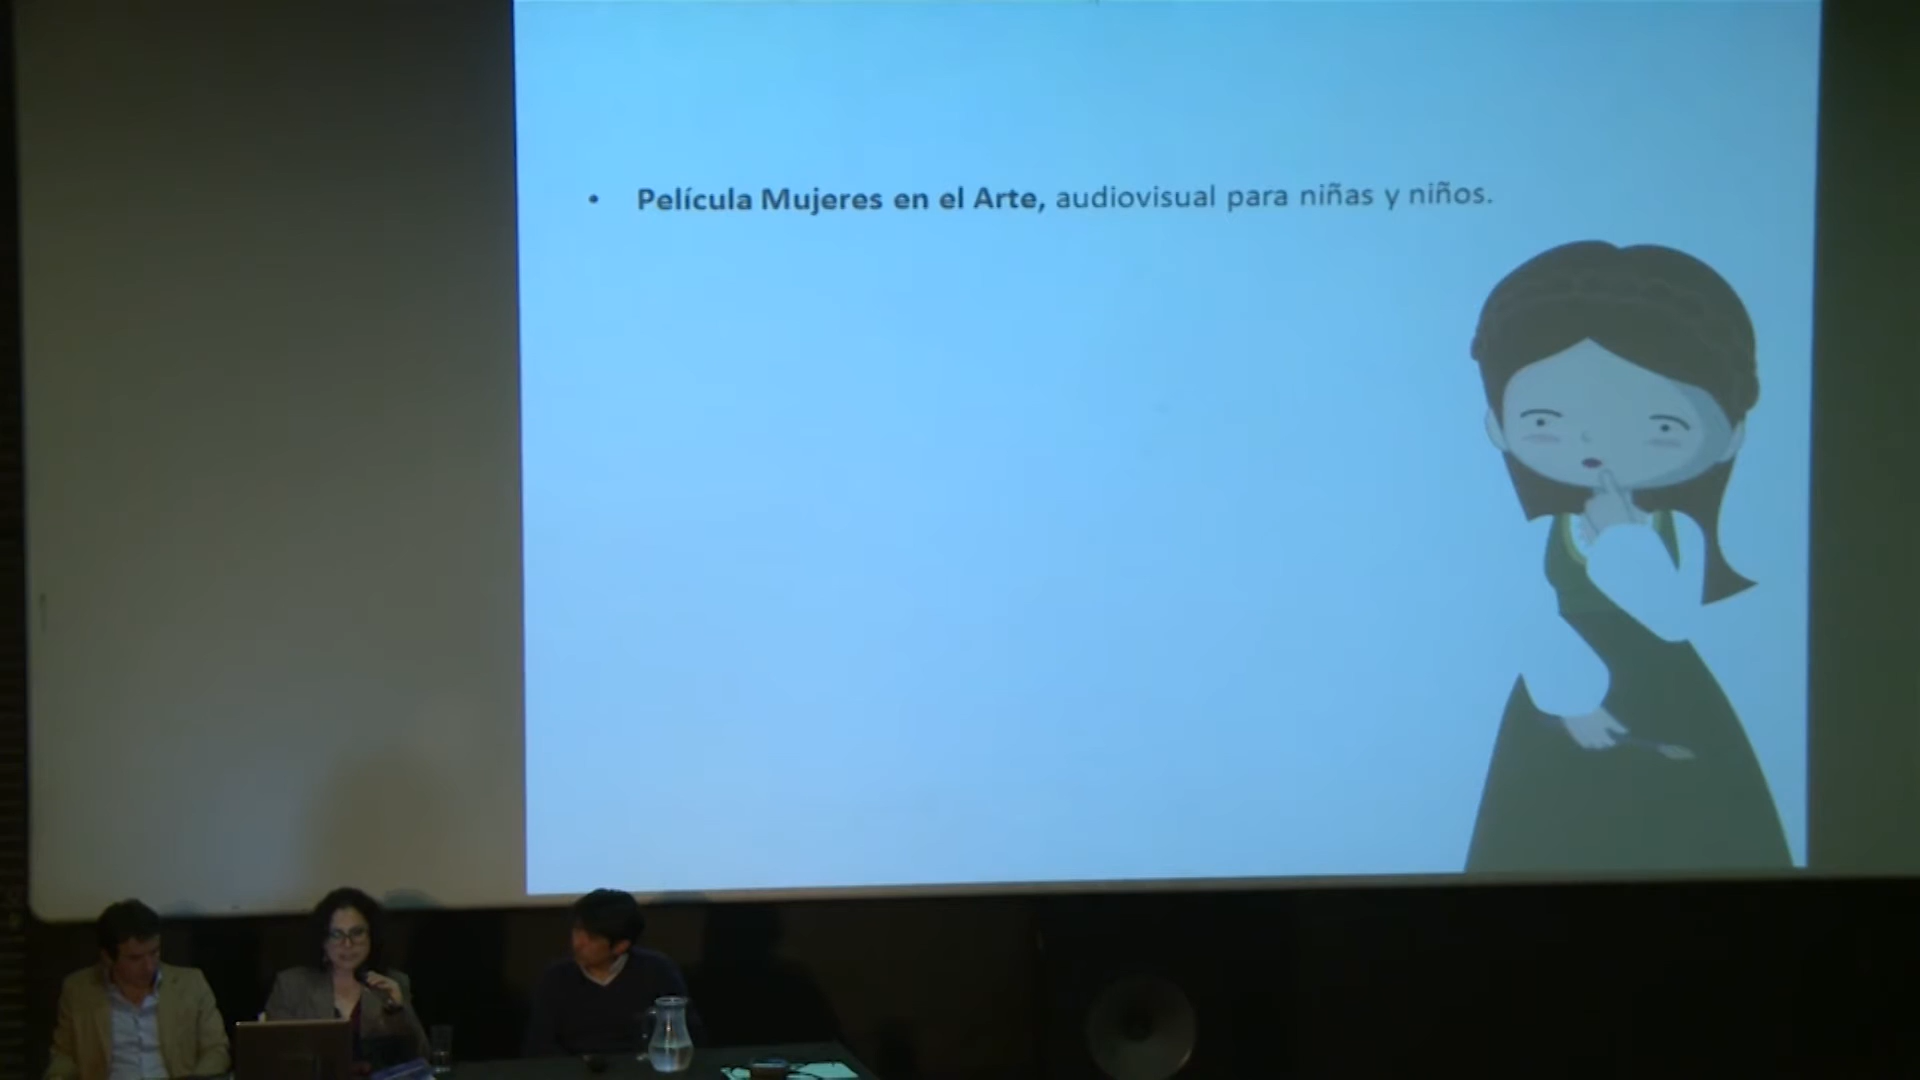 • Película Mujeres en el Arte, audiovisual para niñas y niños.